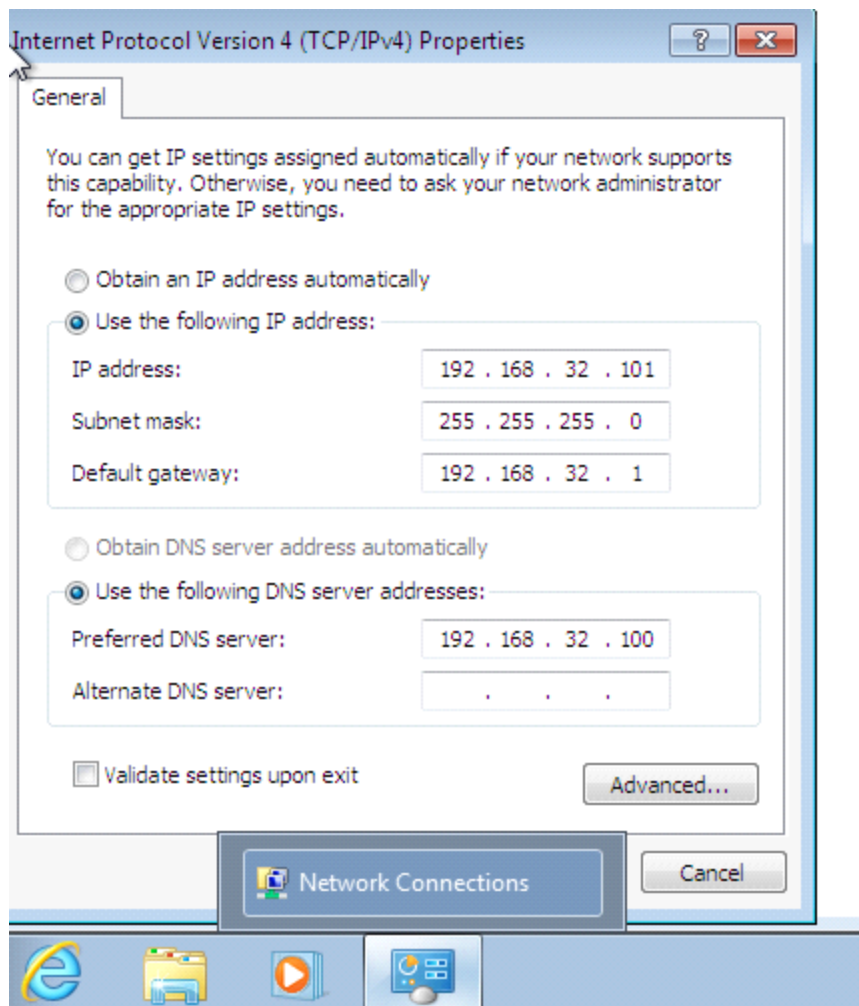 Internet Protocol Version 4 (TCP/IPv4) Properties
?
General
You can get IP settings assigned automatically if your network supports
this capability. Otherwise, you need to ask your network administrator
for the appropriate IP settings.
Obtain an IP address automatically
Use the following IP address:
IP address: 192 . 168 . 32 . 101
Subnet mask: 255 . 255 . 255 . 0
Default gateway: 192 . 168 . 32 . 1
Obtain DNS server address automatically
Use the following DNS server addresses:
Preferred DNS server: 192 . 168 . 32 . 100
Alternate DNS server: . . .
Validate settings upon exit
Advanced...
Network Connections
Cancel